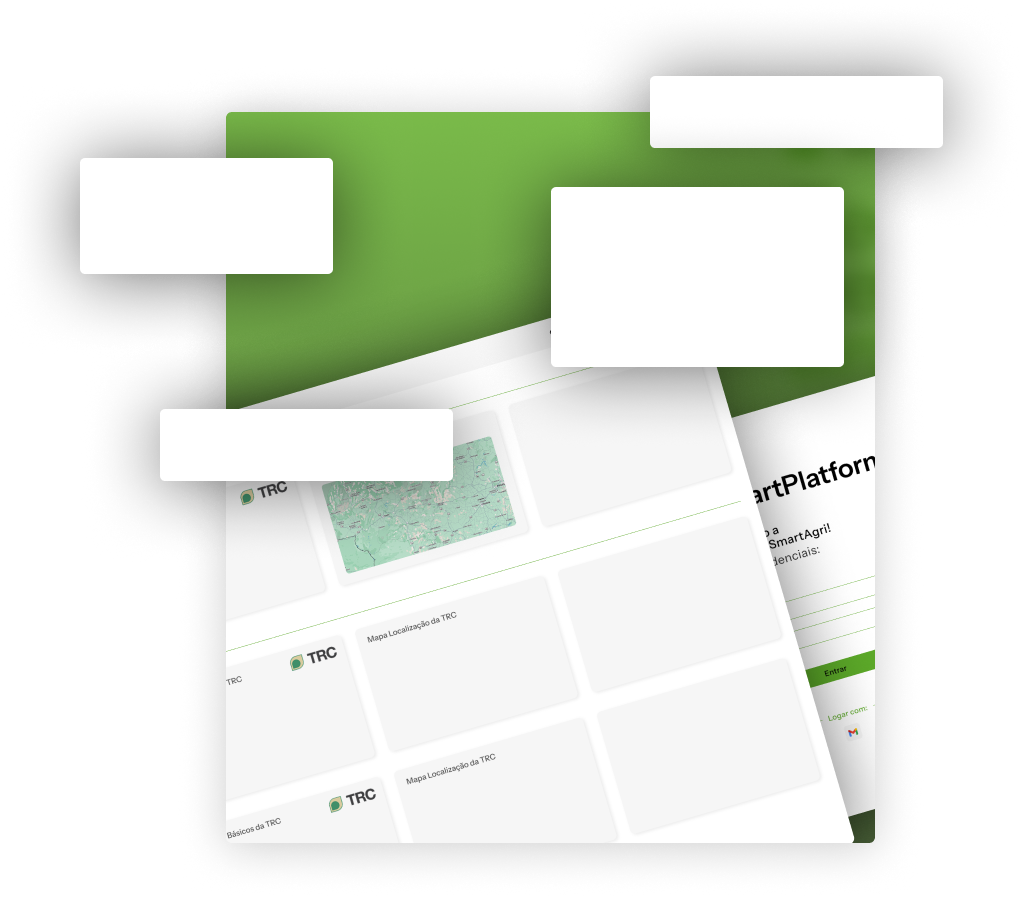 TRC
artPlatform
o a
SmartAgri!
denciais:
Mapa Localização da TRC
TRC
TRC
Entrar
Logar com:
Mapa Localização da TRC
TRC
Básicos da TRC